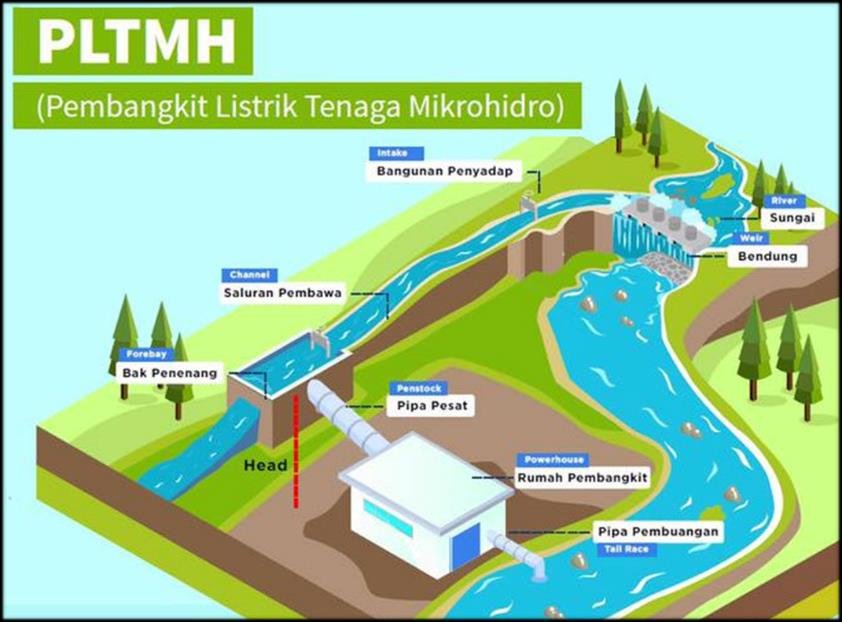 PLTMH
(Pembangkit Listrik Tenaga Mikrohidro)
Intake
Bangunan Penyadap
River
Sungai
Weir
Bendung
Channel
Saluran Pembawa
Forebay
Bak Penenang
Penstock
Pipa Pesat
Head
Powerhouse
Rumah Pembangkit
Pipa Pembuangan
Tail Race